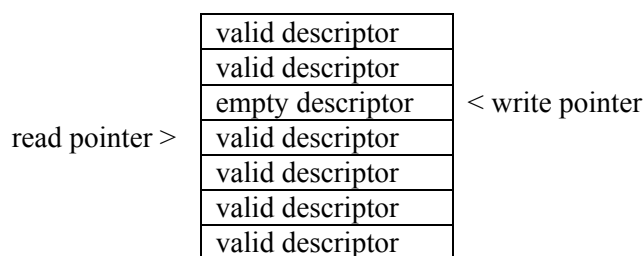 valid descriptor
valid descriptor
empty descriptor < write pointer
read pointer > valid descriptor
valid descriptor
valid descriptor
valid descriptor